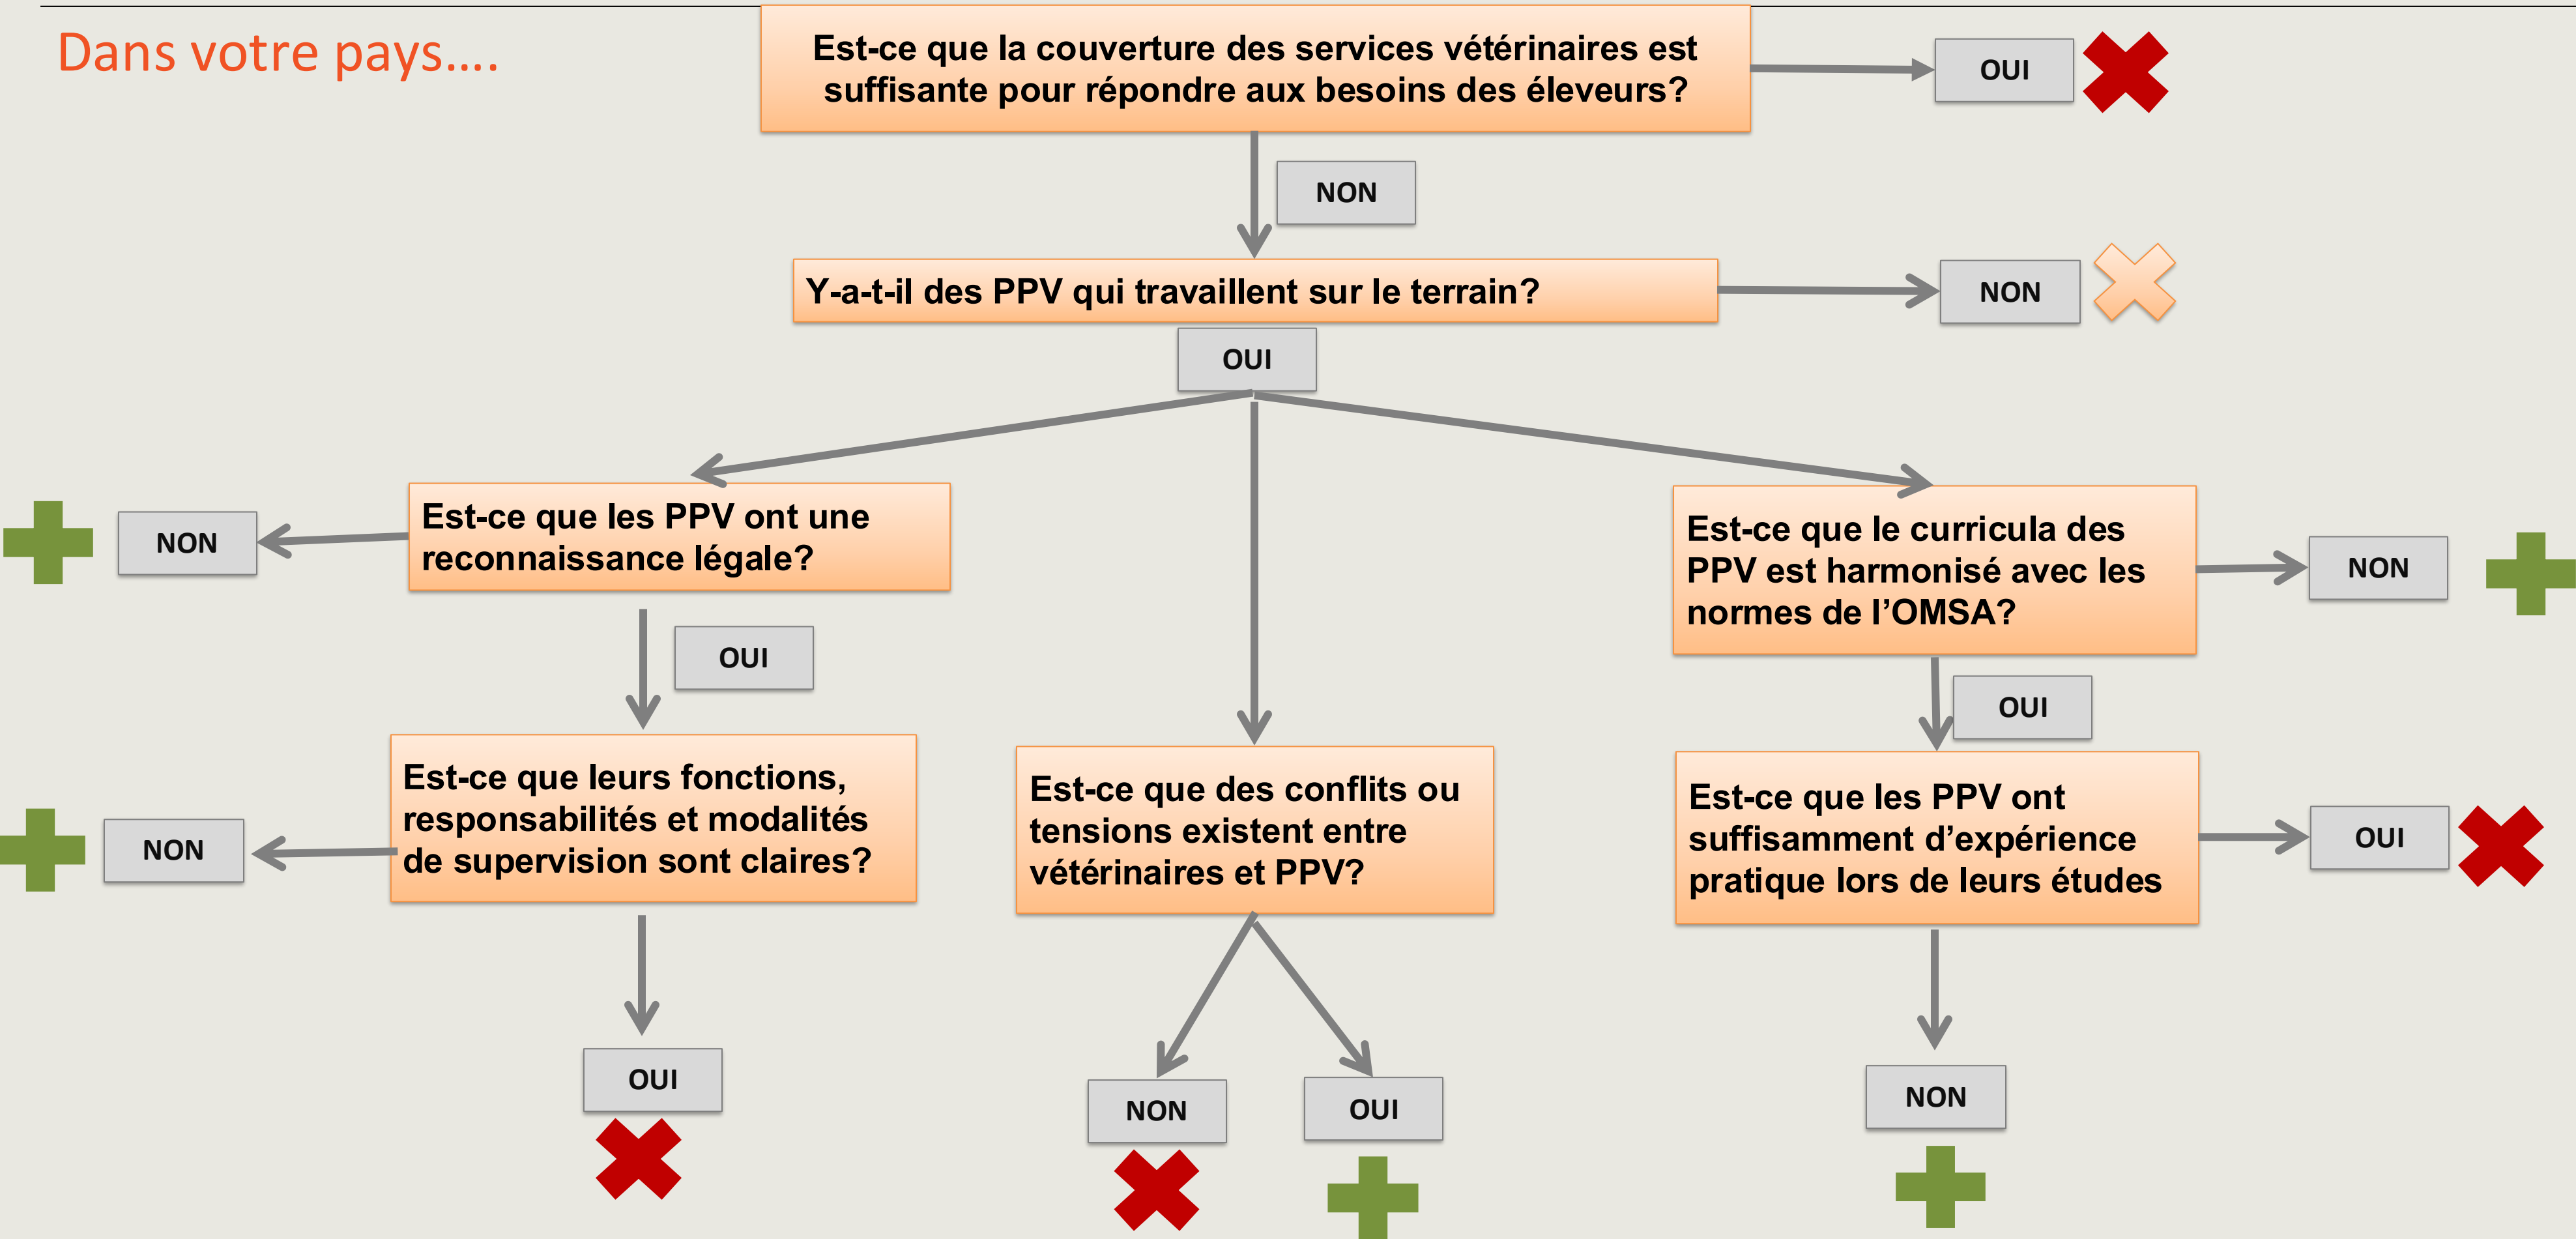 Dans votre pays....
Est-ce que la couverture des services vétérinaires est
suffisante pour répondre aux besoins des éleveurs?
OUI
NON
Y-a-t-il des PPV qui travaillent sur le terrain?
NON
OUI
Est-ce que les PPV ont une
reconnaissance légale?
NON
OUI
Est-ce que le curricula des
PPV est harmonisé avec les
normes de l’OMSA?
NON
OUI
Est-ce que leurs fonctions,
responsabilités et modalités
de supervision sont claires?
NON
OUI
Est-ce que des conflits ou
tensions existent entre
vétérinaires et PPV?
NON
OUI
Est-ce que les PPV ont
suffisamment d’expérience
pratique lors de leurs études
OUI
NON